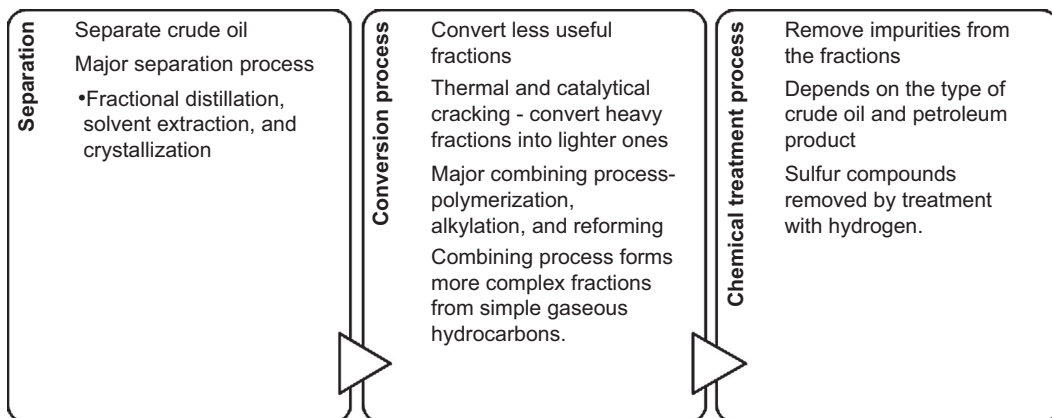 Separation
Separate crude oil
Major separation process
•Fractional distillation,
solvent extraction, and
crystallization
Conversion process
Convert less useful
fractions
Thermal and catalytical
cracking - convert heavy
fractions into lighter ones
Major combining process-
polymerization,
alkylation, and reforming
Combining process forms
more complex fractions
from simple gaseous
hydrocarbons.
Chemical treatment process
Remove impurities from
the fractions
Depends on the type of
crude oil and petroleum
product
Sulfur compounds
removed by treatment
with hydrogen.